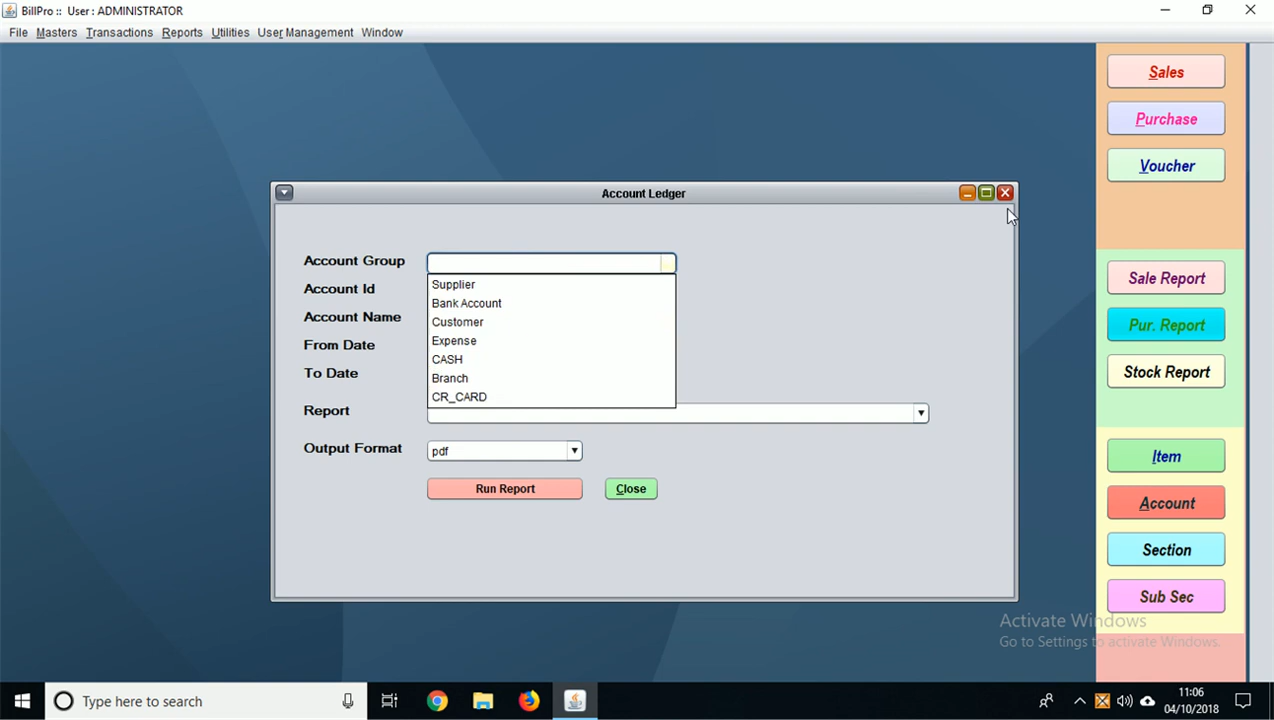 BillPro :: User : ADMINISTRATOR
File Masters Transactions Reports Utilities User Management Window
Sales
Purchase
Voucher
Account Ledger
Account Group
Supplier
Bank Account
Customer
Expense
CASH
Branch
CR_CARD
Account Id
Account Name
From Date
To Date
Report
Output Format pdf
Run Report Close
Sale Report
Pur. Report
Stock Report
Item
Account
Section
Sub Sec
Activate Windows
Go to Settings to activate Windows.
Type here to search
11:06
04/10/2018